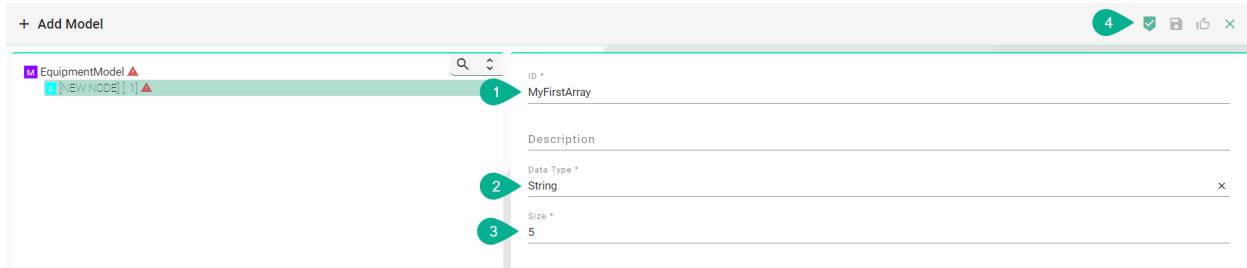 + Add Model
4
M EquipmentModel
A [NEW NODE] [ 1]
1
ID *
MyFirstArray
Description
Data Type *
2
String
Size *
3
5